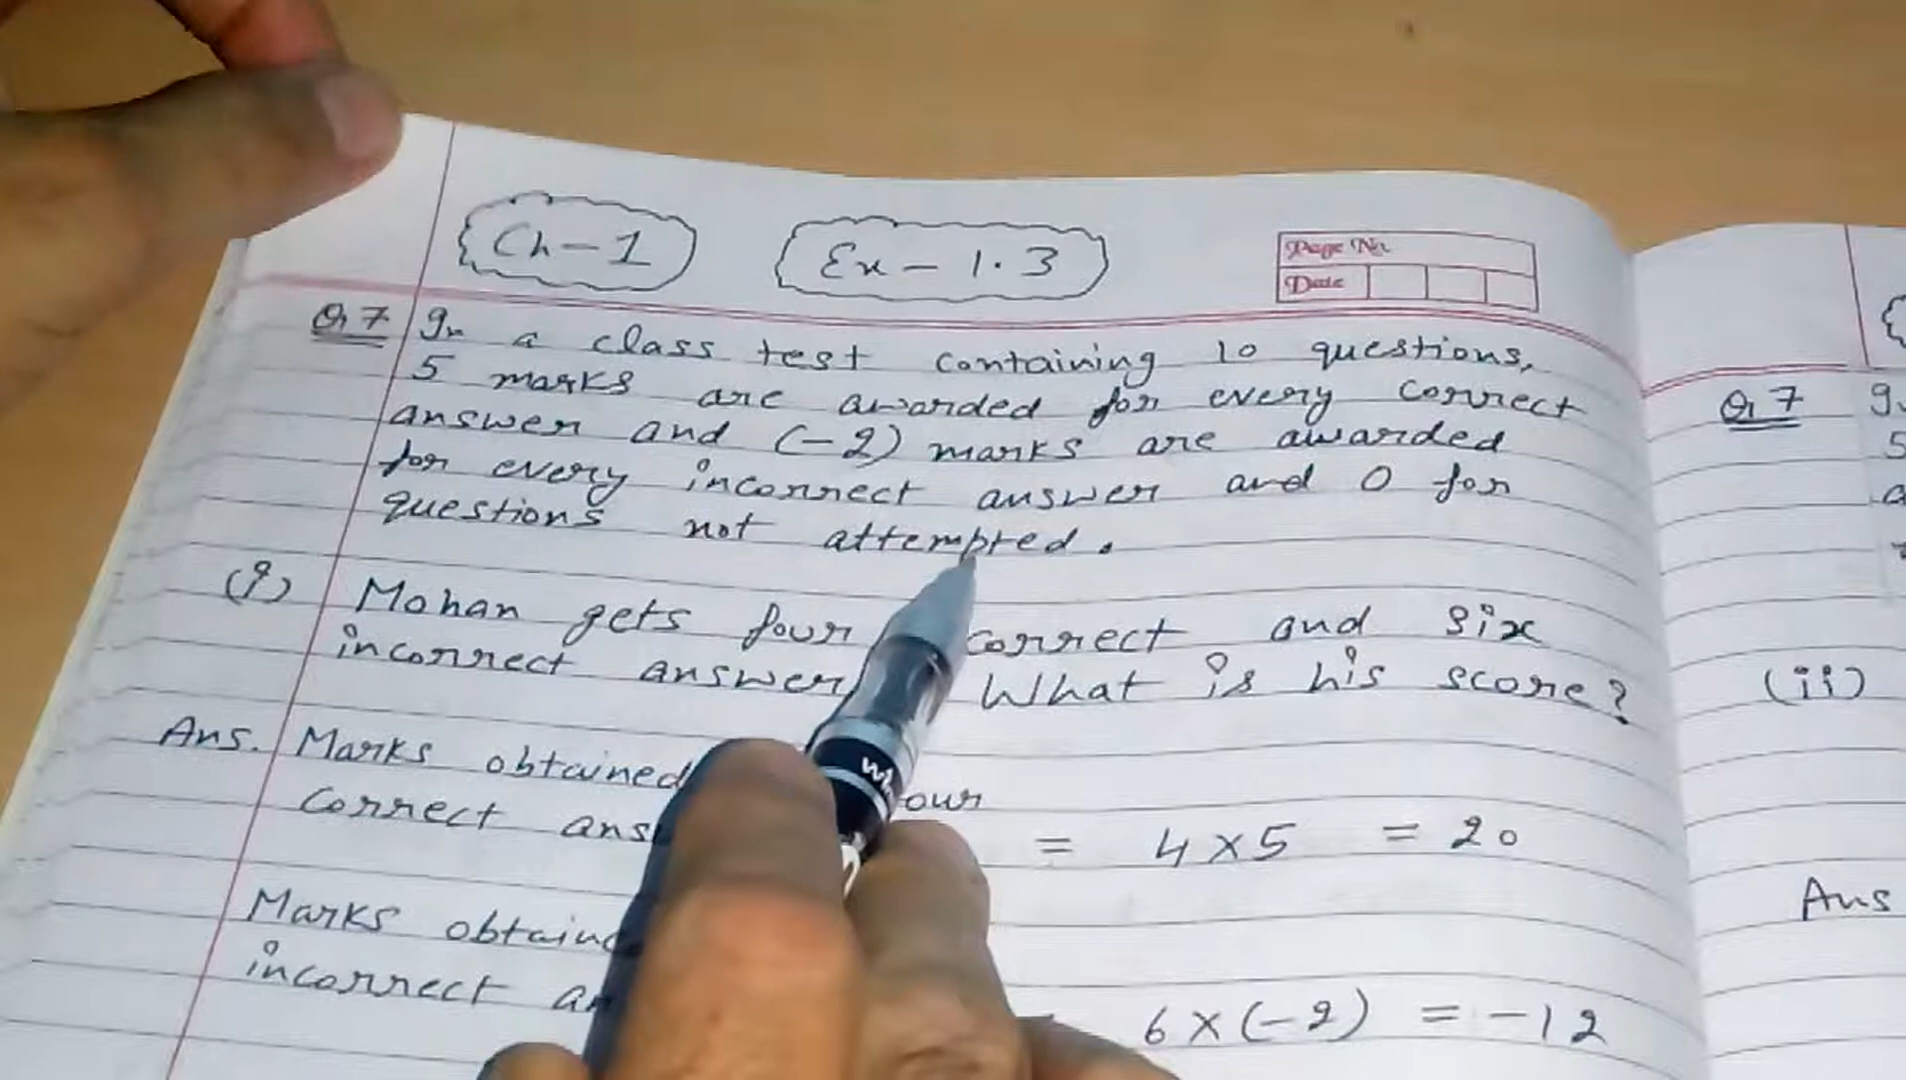 Ch-1
Ex-1.3
Page No.
Date
Q7 In a class test containing 10 questions,
5 marks are awarded for every correct
answer and (-2) marks are awarded
for every incorrect answer and 0 for
questions not attempted.
(i) Mohan gets four correct and six
incorrect answer What is his score?
Ans. Marks obtained
correct = 4×5 = 20
Marks
incorrect 6×(-2) = -12
Q7
5
(ii)
Ans